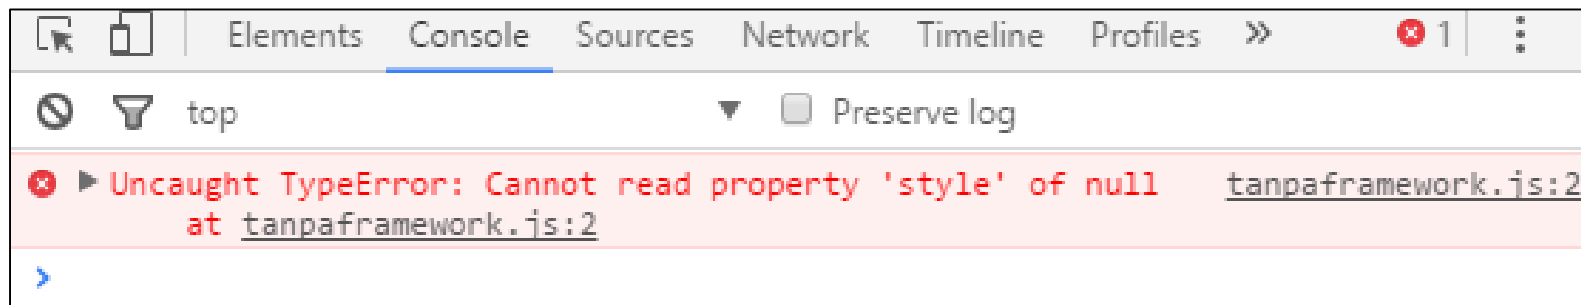 Elements Console Sources Network Timeline Profiles » 1
top ▼ Preserve log
Uncaught TypeError: Cannot read property 'style' of null tanpaframework.js:2
at tanpaframework.js:2